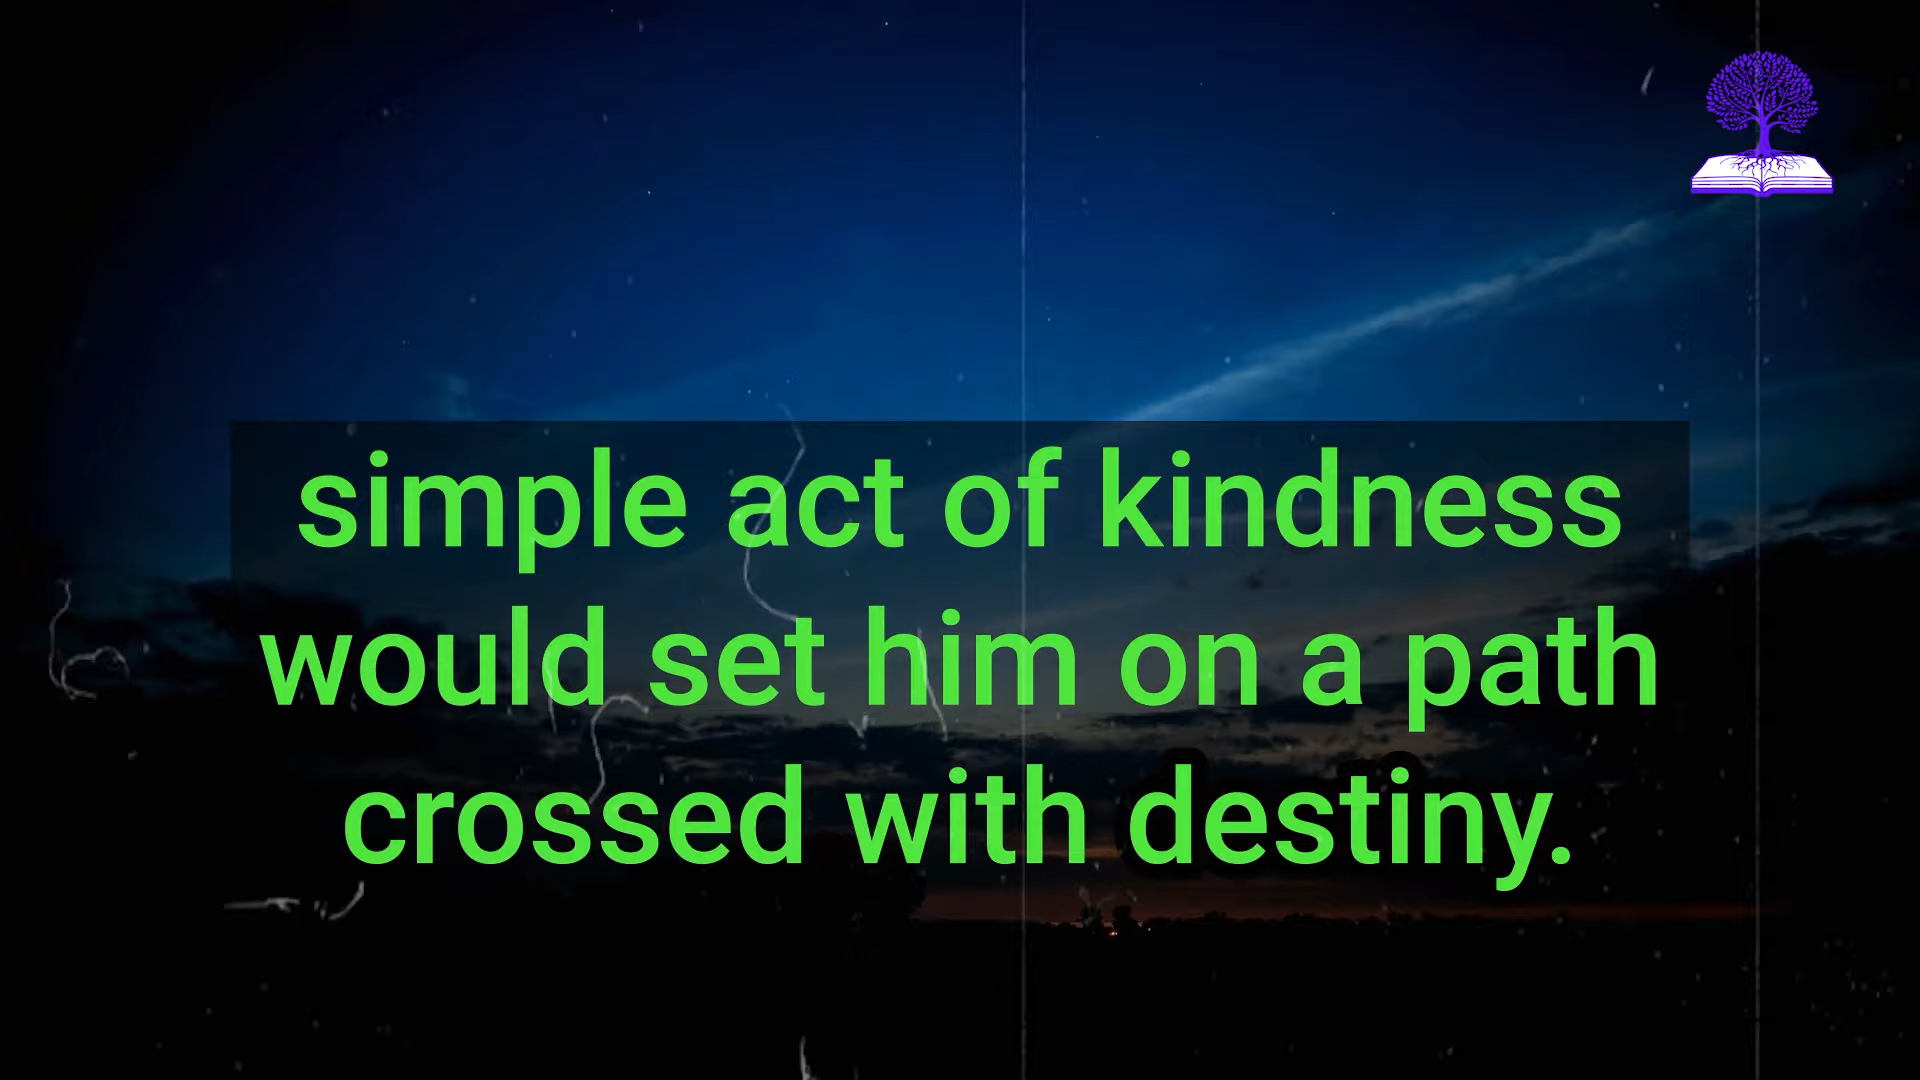 simple act of kindness
would set him on a path
crossed with destiny.